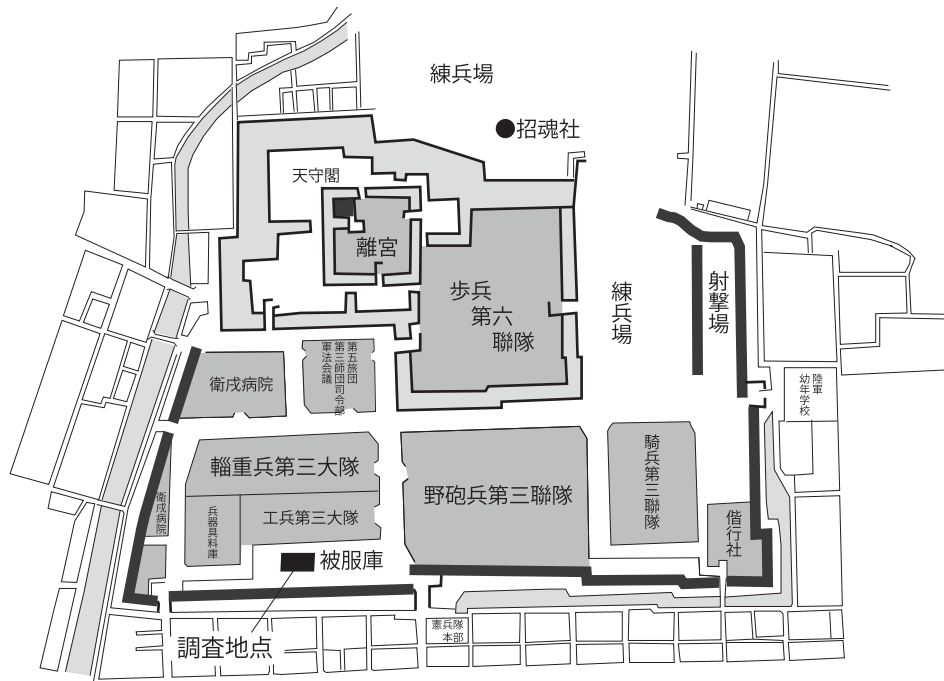 練兵場
招魂社
天守閣
離宮
歩兵
第六
聯隊
練兵場
射撃場
衛戌病院
第五旅団
第三師団司令部
軍法会議
陸軍
幼年学校
輜重兵第三大隊
野砲兵第三聯隊
騎兵第三聯隊
衛戌病院
兵器具料庫
工兵第三大隊
偕行社
被服庫
調査地点
憲兵隊
本部